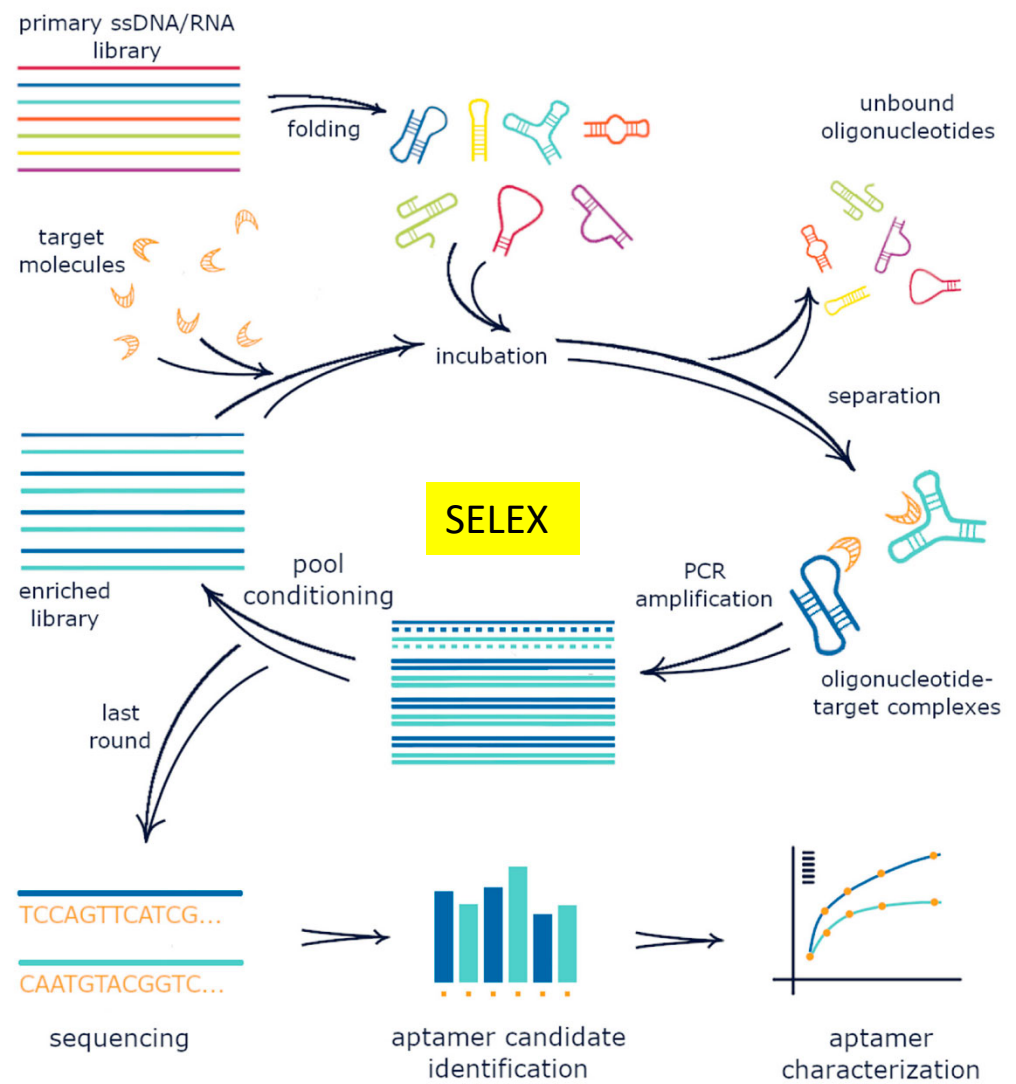 primary ssDNA/RNA
library
folding
unbound
oligonucleotides
target
molecules
incubation
separation
SELEX
enriched
library
pool
conditioning
PCR
amplification
oligonucleotide-
target complexes
last
round
TCCAGTTCATCG...
CAATGTACGGTC...
sequencing
aptamer candidate
identification
aptamer
characterization